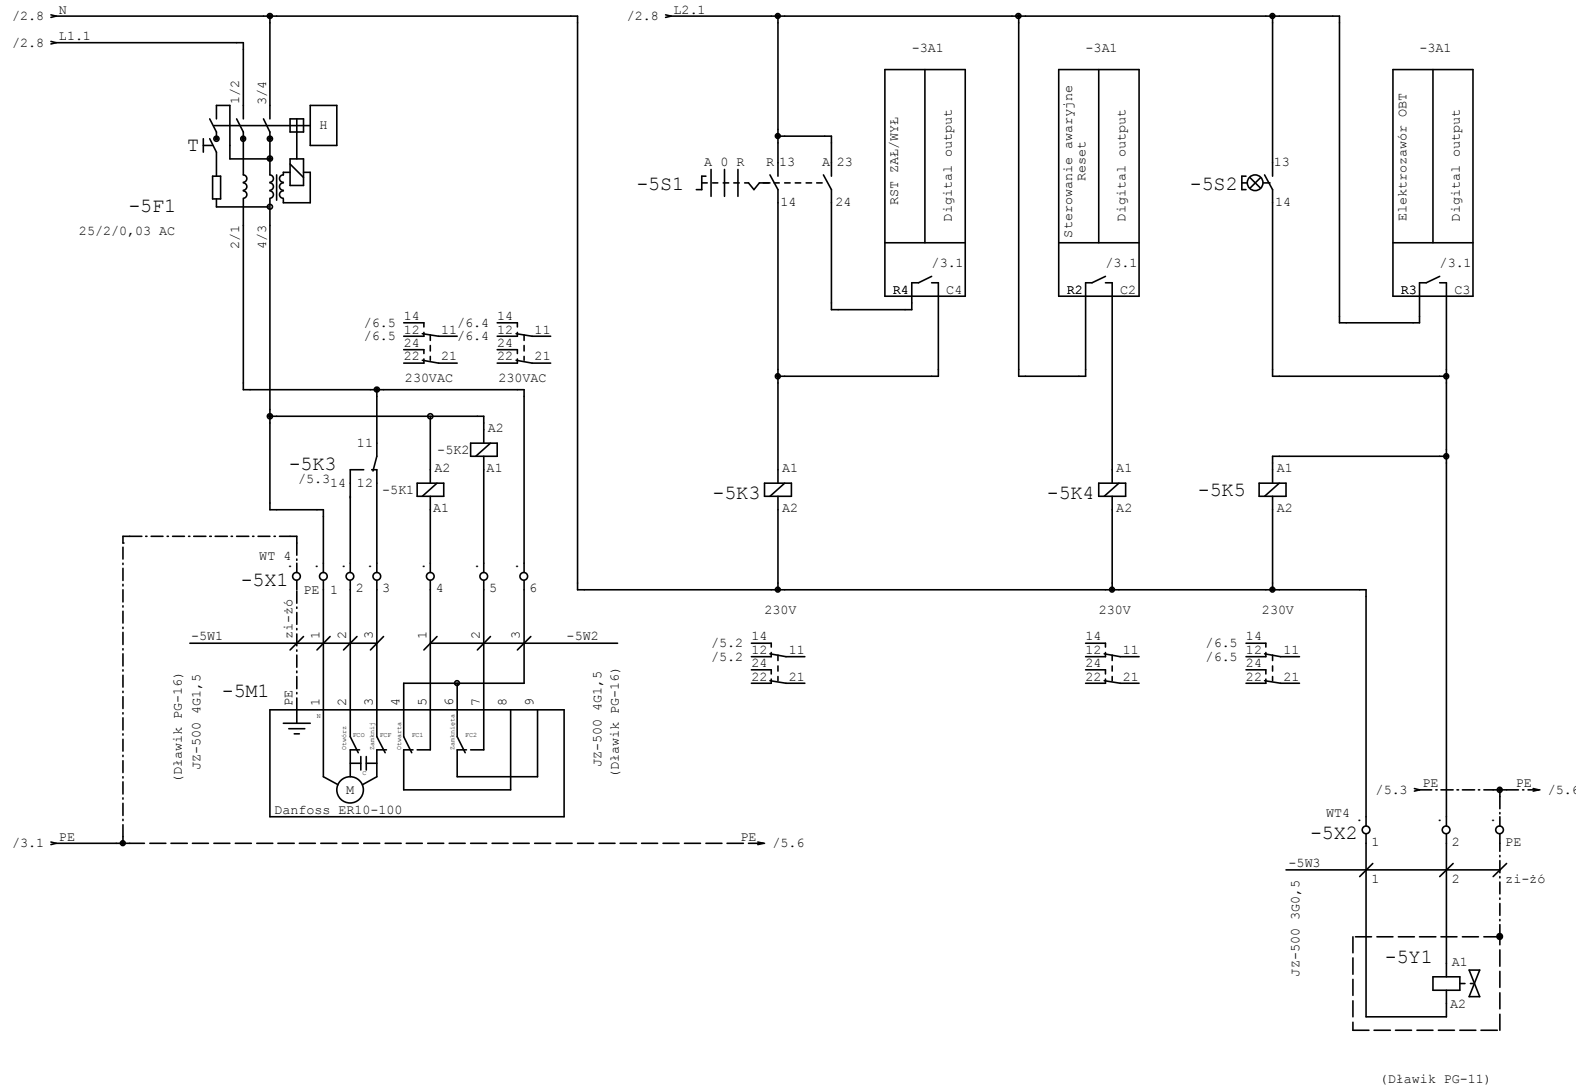 /2.8 N
/2.8 L1.1
/2.8 L2.1
-3A1
-3A1
-3A1
1/2
3/4
H
T
-5F1
25/2/0,03 AC
2/1
4/3
A 0 R
R 13
A 23
-5S1
14
24
RST ZAŁ/WYŁ
Digital output
/3.1
R4
C4
Sterowanie awaryjne
Reset
Digital output
/3.1
R2
C2
13
-5S2
14
Elektrozawór OBT
Digital output
/3.1
R3
C3
/6.5 14
/6.5 12 11
24
22 21
230VAC
/6.4 14
/6.4 12 11
24
22 21
230VAC
11
-5K3
/5.3
14
12
A2
-5K1
A1
A2
-5K2
A1
A1
-5K3
A2
A1
-5K4
A2
A1
-5K5
A2
WT 4
-5X1
PE
1
2
3
4
5
6
zi-żó
-5W1
1
2
3
1
2
3
-5W2
(Dławik PG-16)
JZ-500 4G1,5
JZ-500 4G1,5
(Dławik PG-16)
-5M1
PE
1
2
3
4
5
6
7
8
9
N
Otwórz
FCO
Zamknij
FCF
Otwarta
FC1
Zamknięta
FC2
C
M
Danfoss ER10-100
/3.1 PE
PE /5.6
230V
/5.2 14
/5.2 12 11
24
22 21
230V
14
12 11
24
22 21
230V
/6.5 14
/6.5 12 11
24
22 21
/5.3 PE
PE /5.6
WT4
-5X2
1
2
PE
-5W3
1
2
zi-żó
JZ-500 3G0,5
-5Y1
A1
A2
(Dławik PG-11)